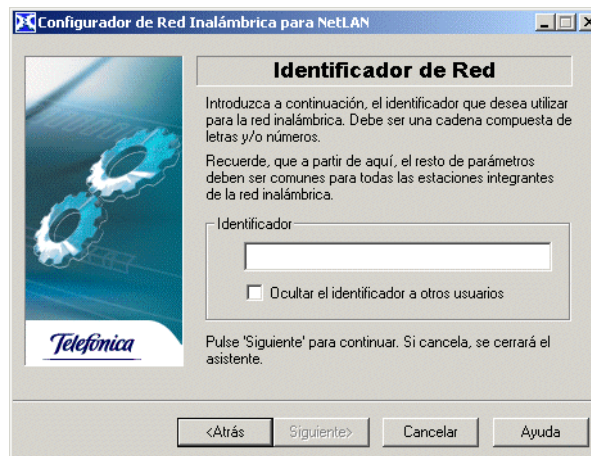 Configurador de Red Inalámbrica para NetLAN
Identificador de Red
Introduzca a continuación, el identificador que desea utilizar
para la red inalámbrica. Debe ser una cadena compuesta de
letras y/o números.
Recuerde, que a partir de aquí, el resto de parámetros
deben ser comunes para todas las estaciones integrantes
de la red inalámbrica.
Identificador
Ocultar el identificador a otros usuarios
Telefónica
Pulse 'Siguiente' para continuar. Si cancela, se cerrará el
asistente.
<Atrás Siguiente> Cancelar Ayuda